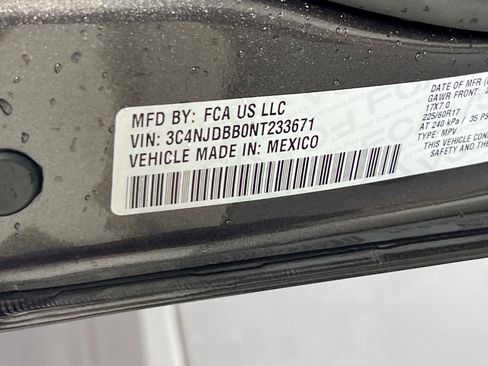 MFD BY: FCA US LLC
VIN: 3C4NJDBB0NT233671
VEHICLE MADE IN: MEXICO
DATE OF MFR
GAWR FRONT:
17X7.0
225/60R17
AT 240 kPa / 35 PS
TYPE: MPV
THIS VEHICLE CONF
SAFETY AND THE